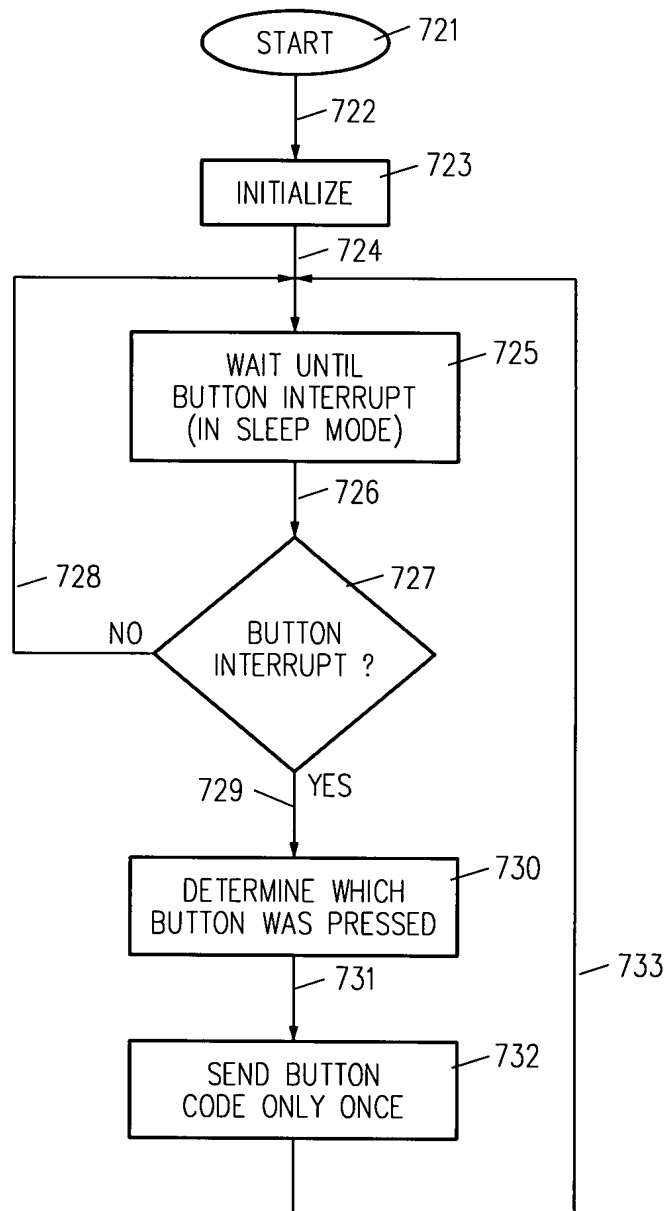 START
721
722
INITIALIZE
723
724
WAIT UNTIL
BUTTON INTERRUPT
(IN SLEEP MODE)
725
726
727
728
NO
BUTTON
INTERRUPT ?
729
YES
730
DETERMINE WHICH
BUTTON WAS PRESSED
731
733
732
SEND BUTTON
CODE ONLY ONCE